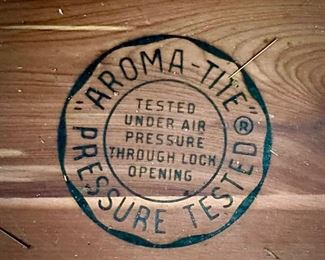 "AROMA-TITE"®
TESTED
UNDER AIR
PRESSURE
THROUGH LOCK
OPENING
PRESSURE TESTED